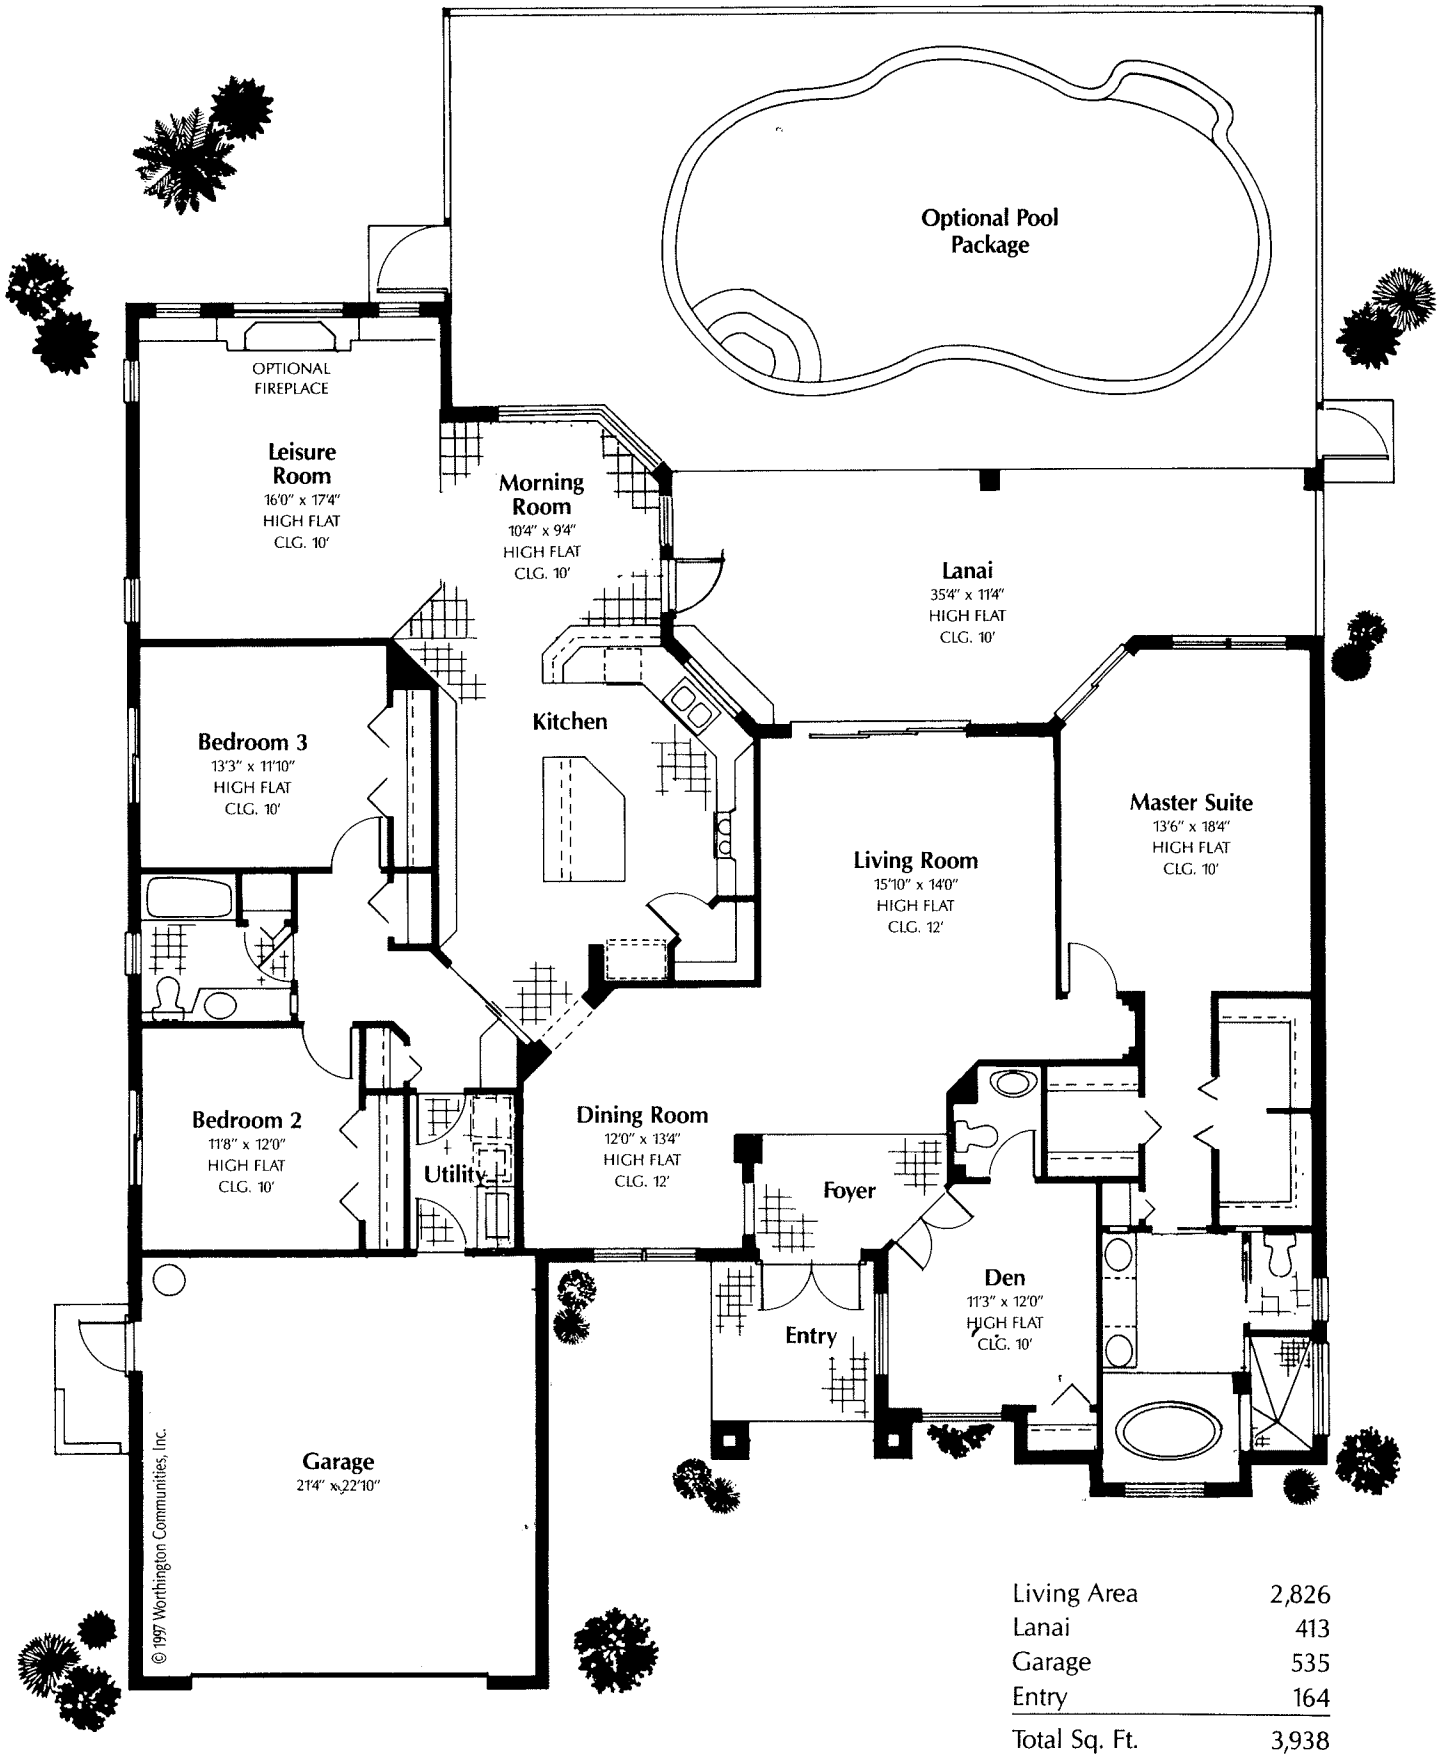 Optional Pool
Package
OPTIONAL
FIREPLACE
Leisure
Room
16'0" x 17'4"
HIGH FLAT
CLG. 10'
Morning
Room
10'4" x 9'4"
HIGH FLAT
CLG. 10'
Lanai
35'4" x 11'4"
HIGH FLAT
CLG. 10'
Kitchen
Bedroom 3
13'3" x 11'10"
HIGH FLAT
CLG. 10'
Master Suite
13'6" x 18'4"
HIGH FLAT
CLG. 10'
Living Room
15'10" x 14'0"
HIGH FLAT
CLG. 12'
Bedroom 2
11'8" x 12'0"
HIGH FLAT
CLG. 10'
Utility
Dining Room
12'0" x 13'4"
HIGH FLAT
CLG. 12'
Foyer
Den
11'3" x 12'0"
HIGH FLAT
CLG. 10'
Entry
Garage
21'4" x 22'10"
© 1997 Worthington Communities, Inc.
Living Area 2,826
Lanai 413
Garage 535
Entry 164
Total Sq. Ft. 3,938